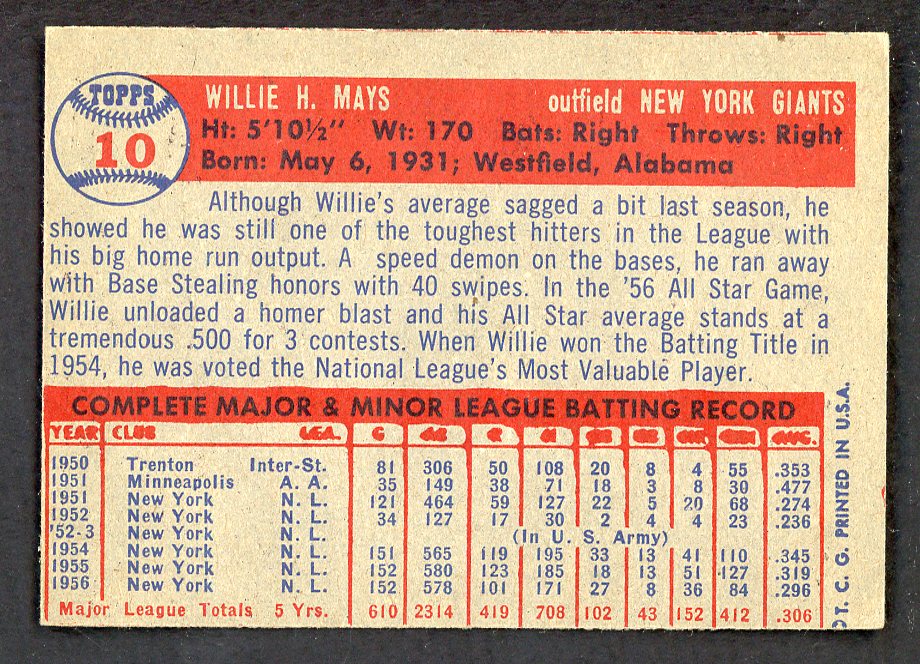 TOPPS
10
WILLIE H. MAYS outfield NEW YORK GIANTS
Ht: 5'10½" Wt: 170 Bats: Right Throws: Right
Born: May 6, 1931; Westfield, Alabama
Although Willie's average sagged a bit last season, he
showed he was still one of the toughest hitters in the League with
his big home run output. A speed demon on the bases, he ran away
with Base Stealing honors with 40 swipes. In the '56 All Star Game,
Willie unloaded a homer blast and his All Star average stands at a
tremendous .500 for 3 contests. When Willie won the Batting Title in
1954, he was voted the National League's Most Valuable Player.
COMPLETE MAJOR & MINOR LEAGUE BATTING RECORD
YEAR CLUB LEA. G AB R H 2B 3B HR RBI AVG.
1950 Trenton Inter-St. 81 306 50 108 20 8 4 55 .353
1951 Minneapolis A. A. 35 149 38 71 18 3 8 30 .477
1951 New York N. L. 121 464 59 127 22 5 20 68 .274
1952 New York N. L. 34 127 17 30 2 4 4 23 .236
'52-3 New York N. L. (In U. S. Army)
1954 New York N. L. 151 565 119 195 33 13 41 110 .345
1955 New York N. L. 152 580 123 185 18 13 51 127 .319
1956 New York N. L. 152 578 101 171 27 8 36 84 .296
Major League Totals 5 Yrs. 610 2314 419 708 102 43 152 412 .306
© T. C. G. PRINTED IN U.S.A.